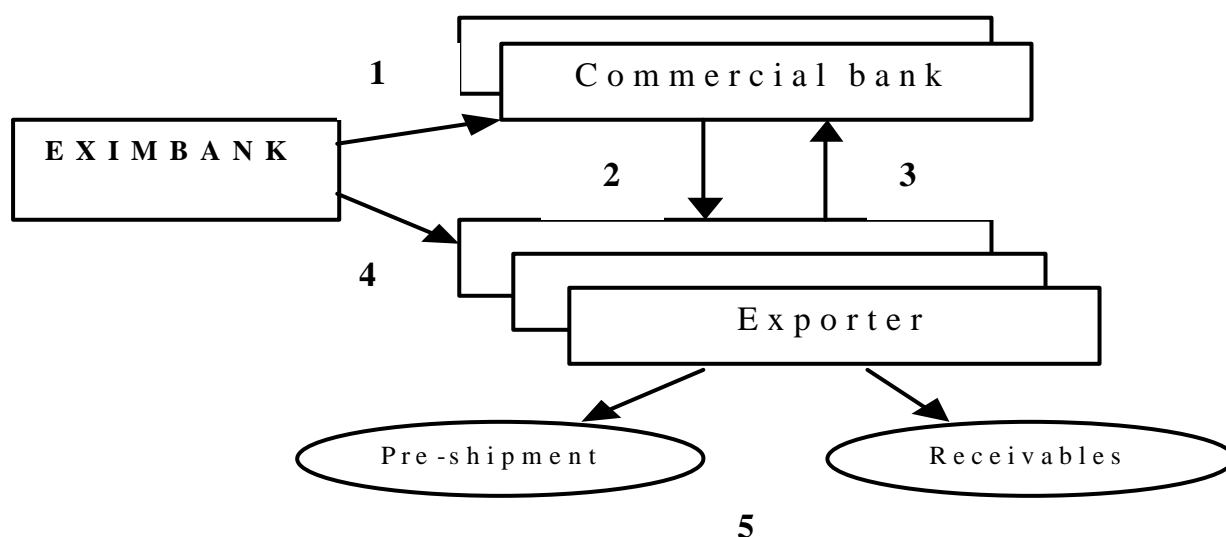 Commercial bank
1
EXIMBANK
2
3
4
Exporter
Pre-shipment
Receivables
5